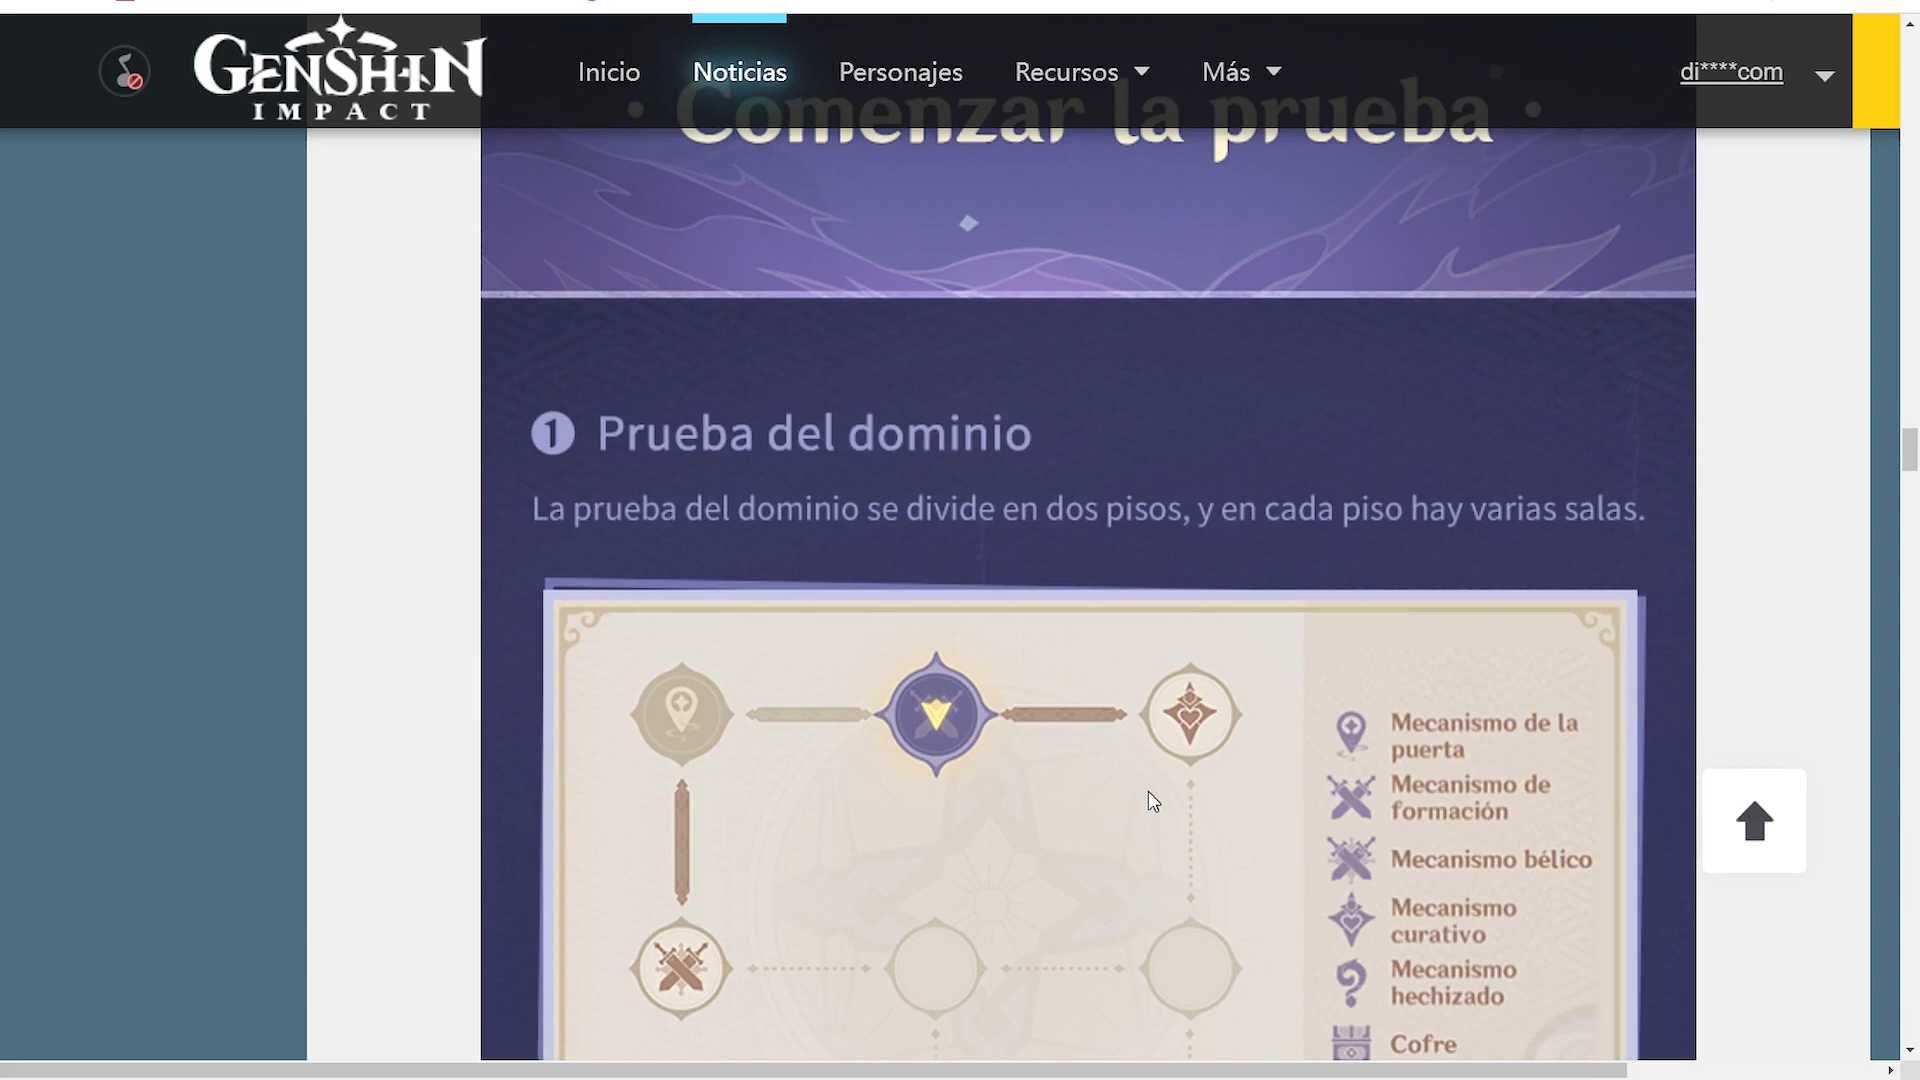 GENSHIN
IMPACT
Inicio
Noticias
Personajes
Recursos
Más
di****com
• Comenzar la prueba •
1 Prueba del dominio
La prueba del dominio se divide en dos pisos, y en cada piso hay varias salas.
Mecanismo de la
puerta
Mecanismo de
formación
Mecanismo bélico
Mecanismo
curativo
Mecanismo
hechizado
Cofre